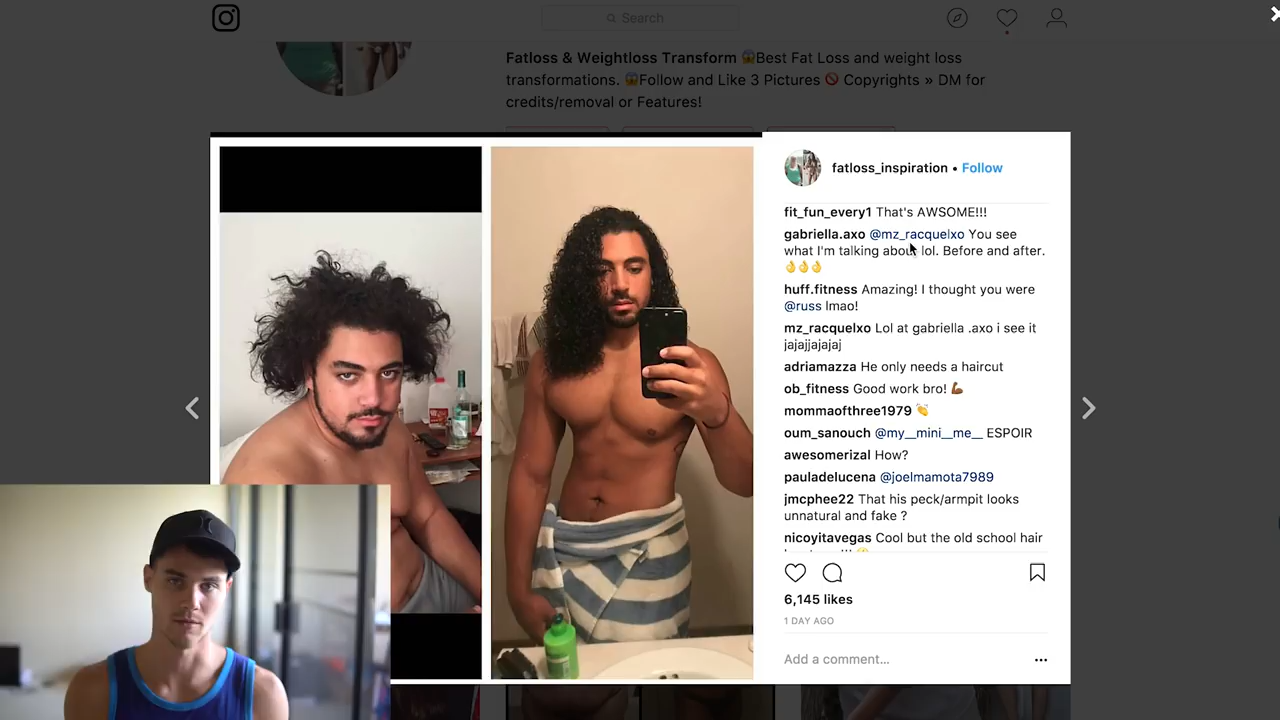 Search
Fatloss & Weightloss Transform 😱Best Fat Loss and weight loss
transformations. 😱Follow and Like 3 Pictures 🚫 Copyrights » DM for
credits/removal or Features!
fatloss_inspiration • Follow
fit_fun_every1 That's AWSOME!!!
gabriella.axo @mz_racquelxo You see
what I'm talking about lol. Before and after.
👌👌👌
huff.fitness Amazing! I thought you were
@russ lmao!
mz_racquelxo Lol at gabriella .axo i see it
jajajjajajaj
adriamazza He only needs a haircut
ob_fitness Good work bro! 💪🏾
mommaofthree1979 👏
oum_sanouch @my__mini__me__ ESPOIR
awesomerizal How?
pauladelucena @joelmamota7989
jmcphee22 That his peck/armpit looks
unnatural and fake ?
nicoyitavegas Cool but the old school hair
6,145 likes
1 DAY AGO
Add a comment...